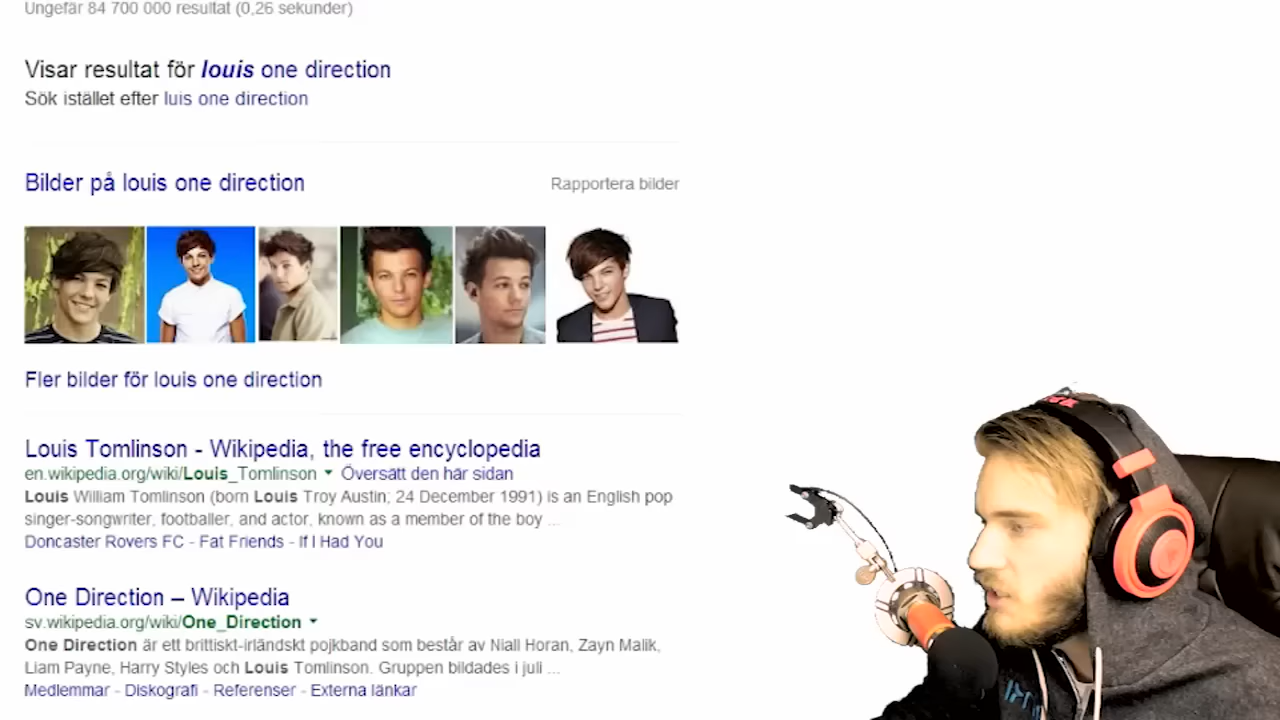 Ungefär 84 700 000 resultat (0,26 sekunder)
Visar resultat för louis one direction
Sök istället efter luis one direction
Bilder på louis one direction
Rapportera bilder
Fler bilder för louis one direction
Louis Tomlinson - Wikipedia, the free encyclopedia
en.wikipedia.org/wiki/Louis_Tomlinson ▼ Översätt den här sidan
Louis William Tomlinson (born Louis Troy Austin; 24 December 1991) is an English pop
singer-songwriter, footballer, and actor, known as a member of the boy ...
Doncaster Rovers FC - Fat Friends - If I Had You
One Direction – Wikipedia
sv.wikipedia.org/wiki/One_Direction ▼
One Direction är ett brittiskt-irländskt pojkband som består av Niall Horan, Zayn Malik,
Liam Payne, Harry Styles och Louis Tomlinson. Gruppen bildades i juli ...
Medlemmar - Diskografi - Referenser - Externa länkar